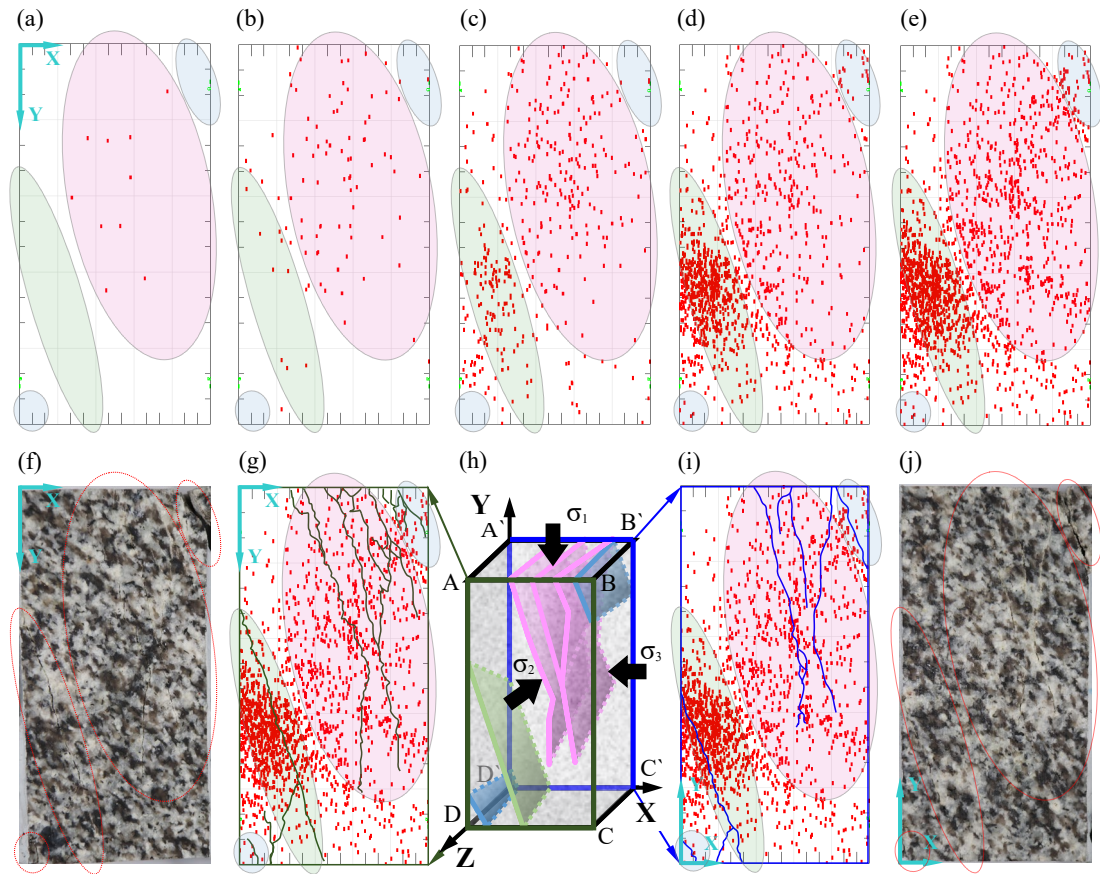 (a) (b) (c) (d) (e)
X
Y
(f) (g) (h) (i) (j)
X
Y
X
Y
Y
A`
σ1
B`
A
B
σ2
σ3
D`
C`
X
D
C
Z
Y
X
Y
X